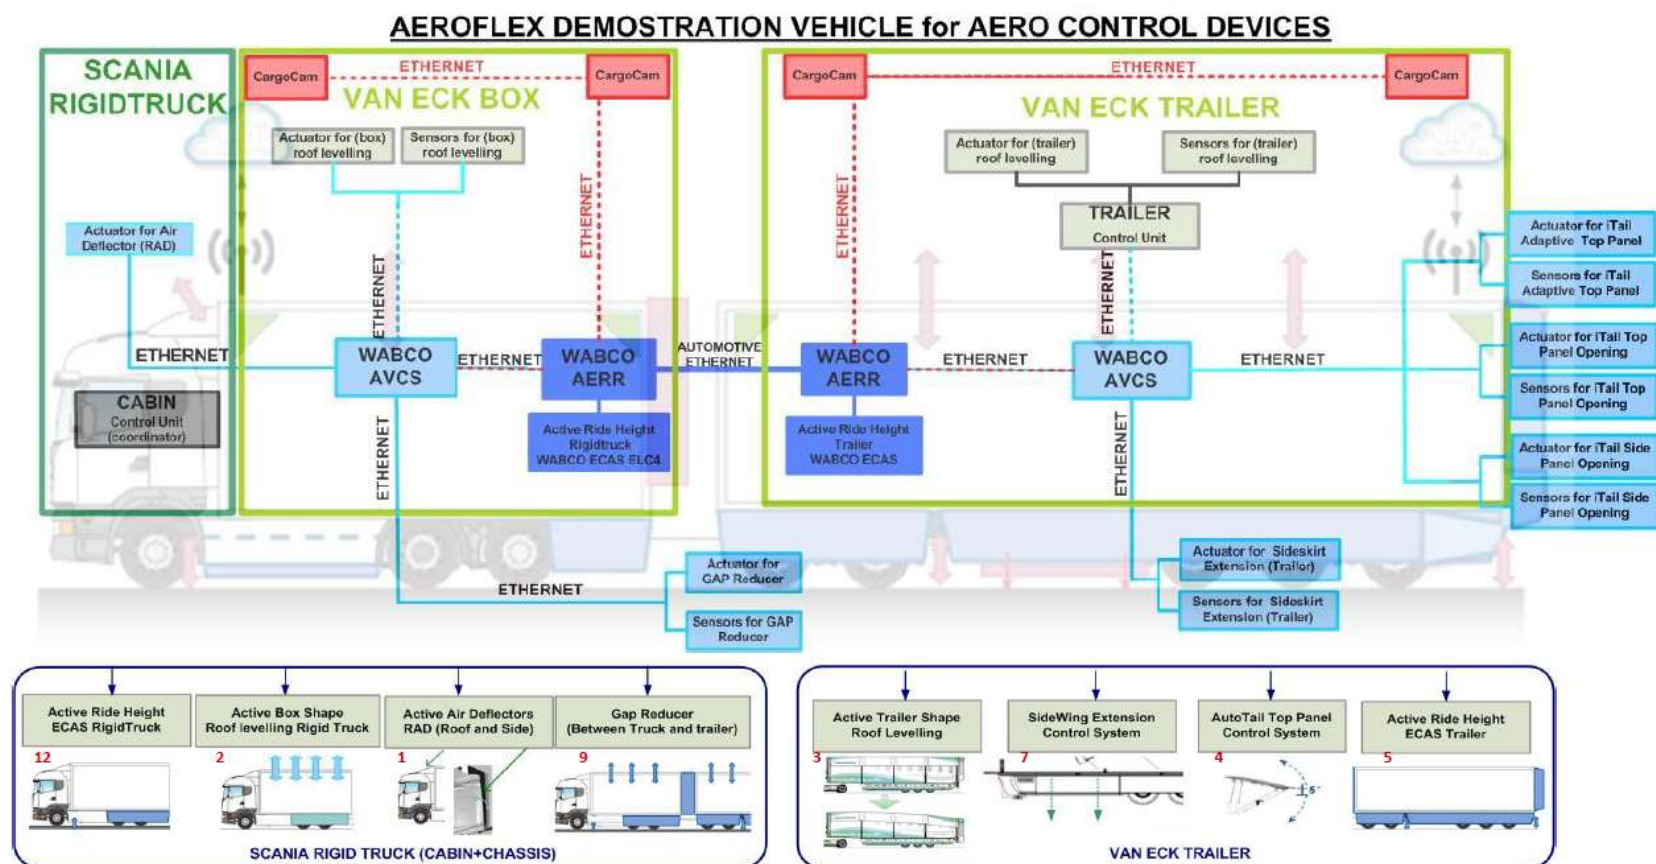 AEROFLEX DEMOSTRATION VEHICLE for AERO CONTROL DEVICES
SCANIA
RIGIDTRUCK
CargoCam
ETHERNET
CargoCam
VAN ECK BOX
CargoCam
ETHERNET
CargoCam
VAN ECK TRAILER
Actuator for (box)
roof levelling
Sensors for (box)
roof levelling
Actuator for (trailer)
roof levelling
Sensors for (trailer)
roof levelling
ETHERNET
ETHERNET
TRAILER
Control Unit
Actuator for Air
Deflector (RAD)
ETHERNET
ETHERNET
Actuator for iTail
Adaptive Top Panel
Sensors for iTail
Adaptive Top Panel
Actuator for iTail Top
Panel Opening
Sensors for iTail Top
Panel Opening
Actuator for iTail Side
Panel Opening
Sensors for iTail Side
Panel Opening
ETHERNET
WABCO
AVCS
ETHERNET
WABCO
AERR
AUTOMOTIVE
ETHERNET
WABCO
AERR
ETHERNET
WABCO
AVCS
ETHERNET
CABIN
Control Unit
(coordinator)
ETHERNET
Active Ride Height
Rigidtruck
WABCO ECAS ELC4
Active Ride Height
Trailer
WABCO ECAS
ETHERNET
ETHERNET
Actuator for
GAP Reducer
Sensors for GAP
Reducer
Actuator for Sideskirt
Extension (Trailor)
Sensors for Sideskirt
Extension (Trailer)
Active Ride Height
ECAS RigidTruck
12
Active Box Shape
Roof levelling Rigid Truck
2
Active Air Deflectors
RAD (Roof and Side)
1
Gap Reducer
(Between Truck and trailer)
9
SCANIA RIGID TRUCK (CABIN+CHASSIS)
Active Trailer Shape
Roof Levelling
3
SideWing Extension
Control System
7
AutoTail Top Panel
Control System
4
Active Ride Height
ECAS Trailer
5
VAN ECK TRAILER